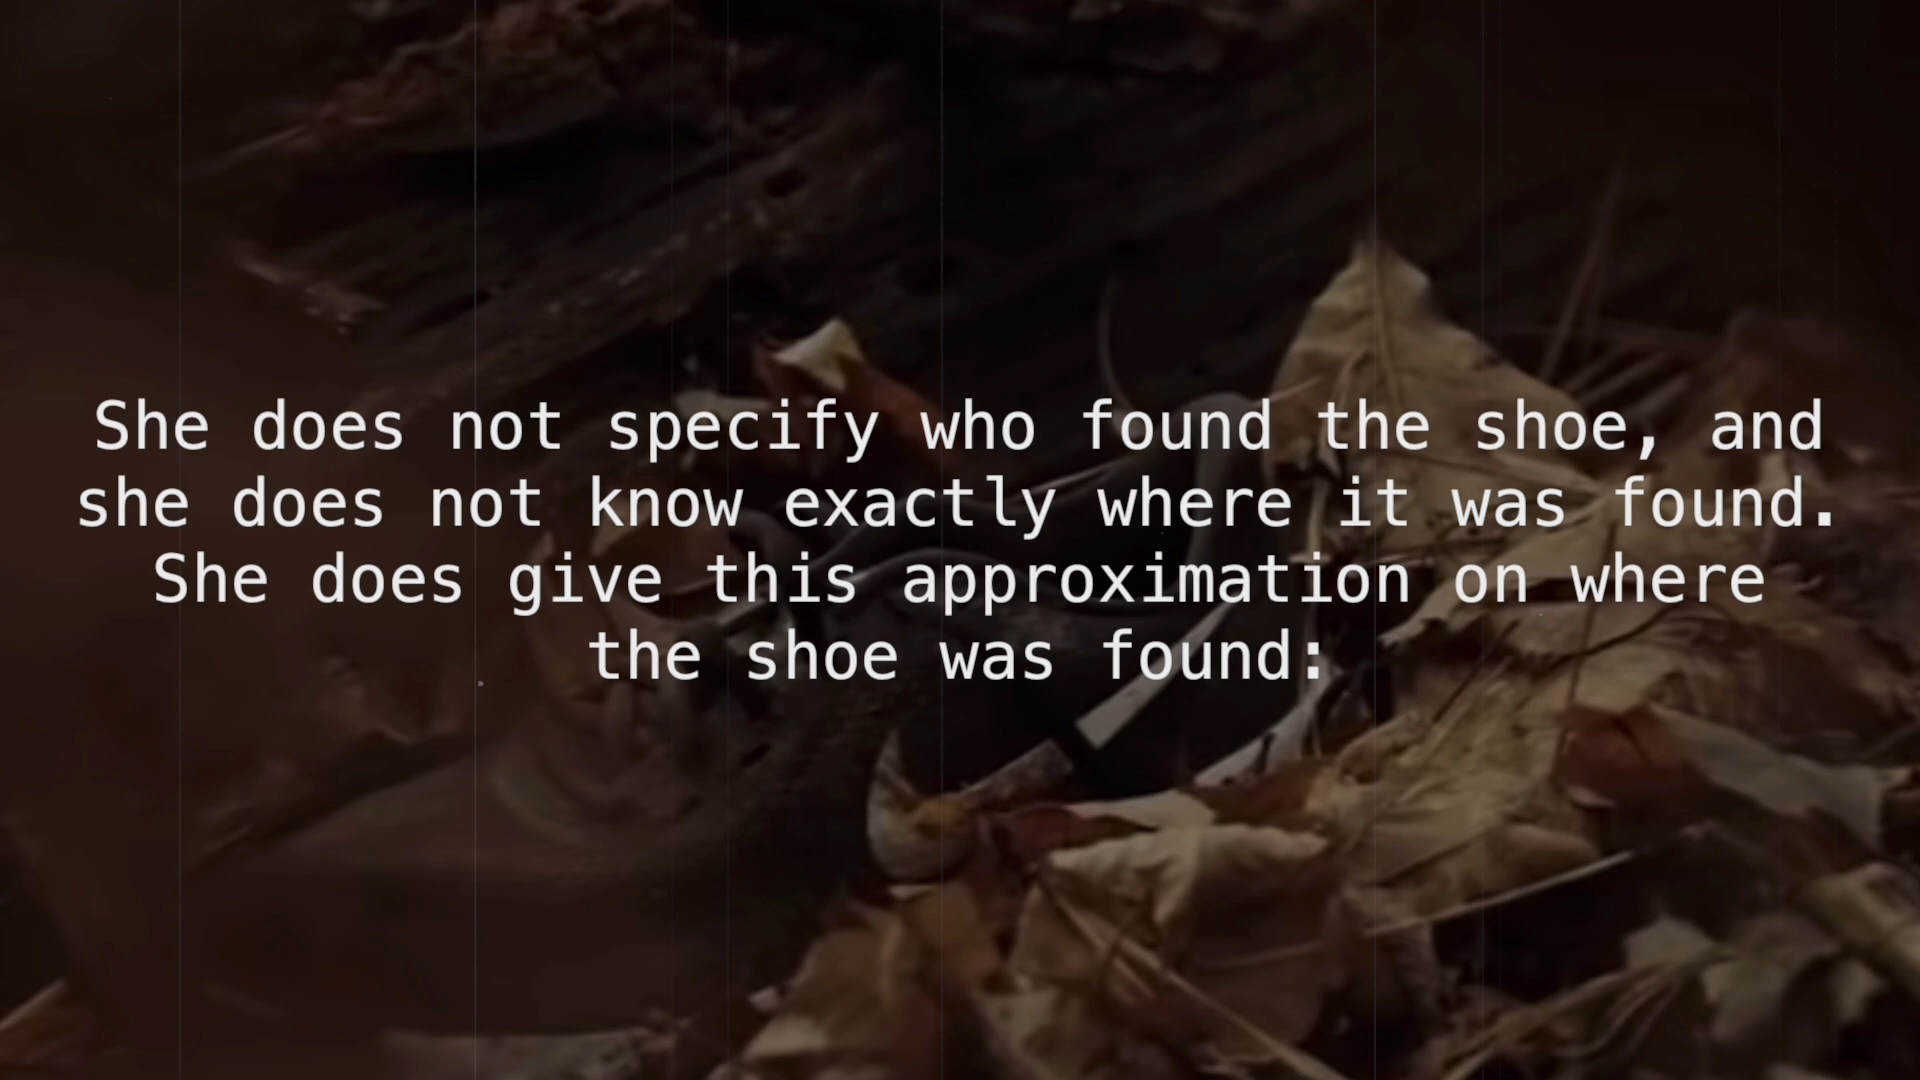 She does not specify who found the shoe, and
she does not know exactly where it was found.
She does give this approximation on where
the shoe was found: